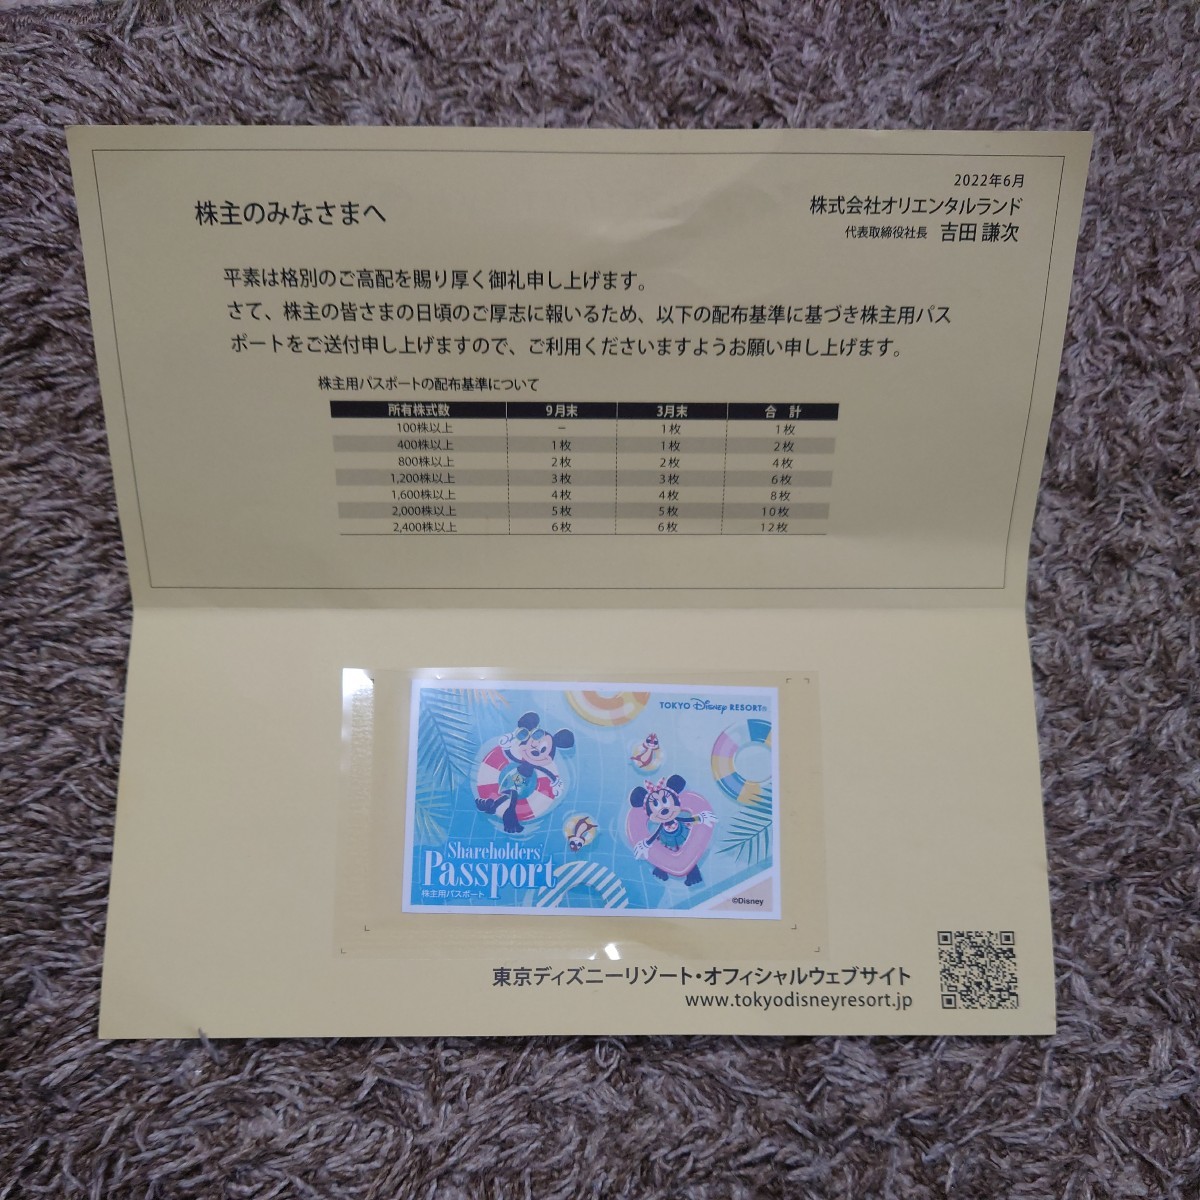 2022年6月
株主のみなさまへ
株式会社オリエンタルランド
代表取締役社長 吉田 謙次
平素は格別のご高配を賜り厚く御礼申し上げます。
さて、株主の皆さまの日頃のご厚志に報いるため、以下の配布基準に基づき株主用パス
ポートをご送付申し上げますので、ご利用くださいますようお願い申し上げます。
株主用パスポートの配布基準について
所有株式数 9月末 3月末 合 計
100株以上 － 1枚 1枚
400株以上 1枚 1枚 2枚
800株以上 2枚 2枚 4枚
1,200株以上 3枚 3枚 6枚
1,600株以上 4枚 4枚 8枚
2,000株以上 5枚 5枚 10枚
2,400株以上 6枚 6枚 12枚
TOKYO Disney RESORT®
Shareholders'
Passport
株主用パスポート
©Disney
東京ディズニーリゾート・オフィシャルウェブサイト
www.tokyodisneyresort.jp